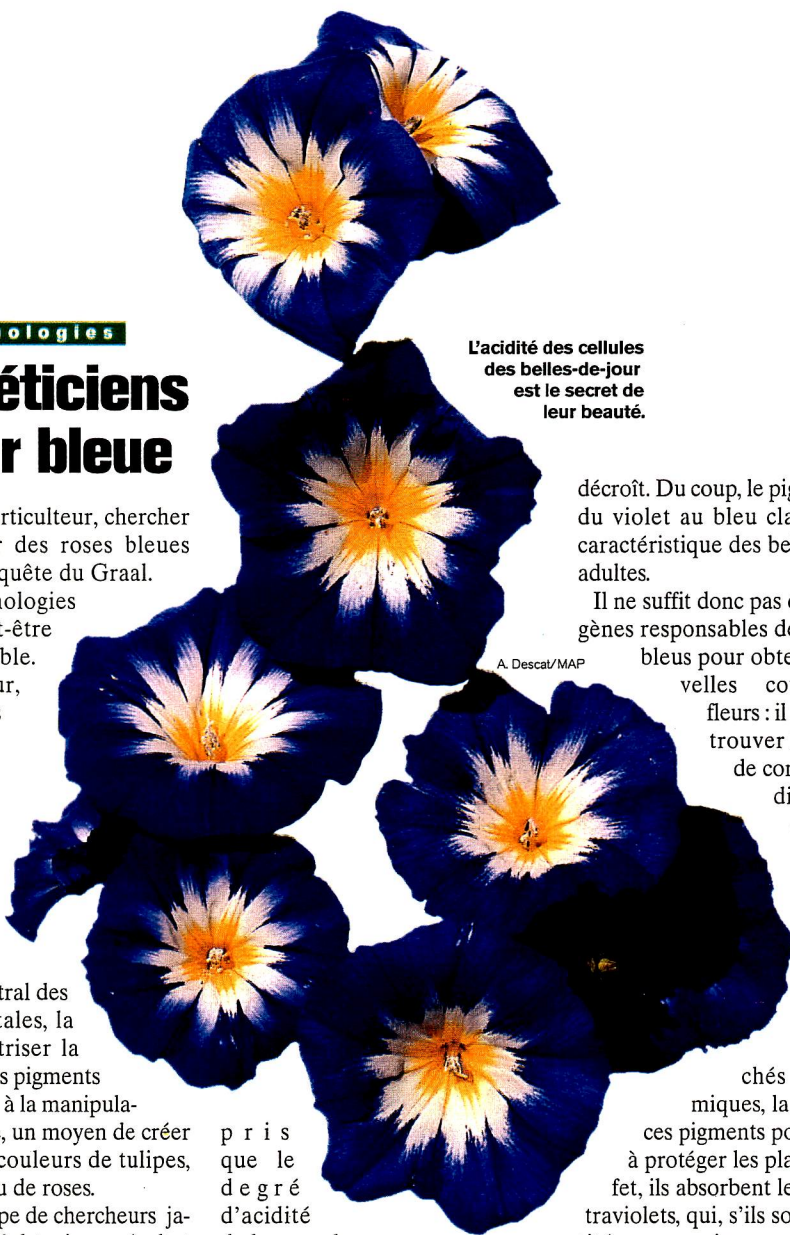 ologies
éticiens
r bleue
rticulteur, chercher
r des roses bleues
quête du Graal.
nologies
t-être
ble.
ur,
tral des
tales, la
triser la
s pigments
à la manipula-
, un moyen de créer
couleurs de tulipes,
u de roses.
pe de chercheurs ja-
pris
que le
degré
d'acidité
L'acidité des cellules
des belles-de-jour
est le secret de
leur beauté.
A. Descat/MAP
décroît. Du coup, le pig
du violet au bleu cla
caractéristique des be
adultes.
Il ne suffit donc pas
gènes responsables de
bleus pour obte
velles cou
fleurs : il
trouver
de con
di
chés
miques, la
ces pigments po
à protéger les pla
fet, ils absorbent le
traviolets, qui, s'ils so